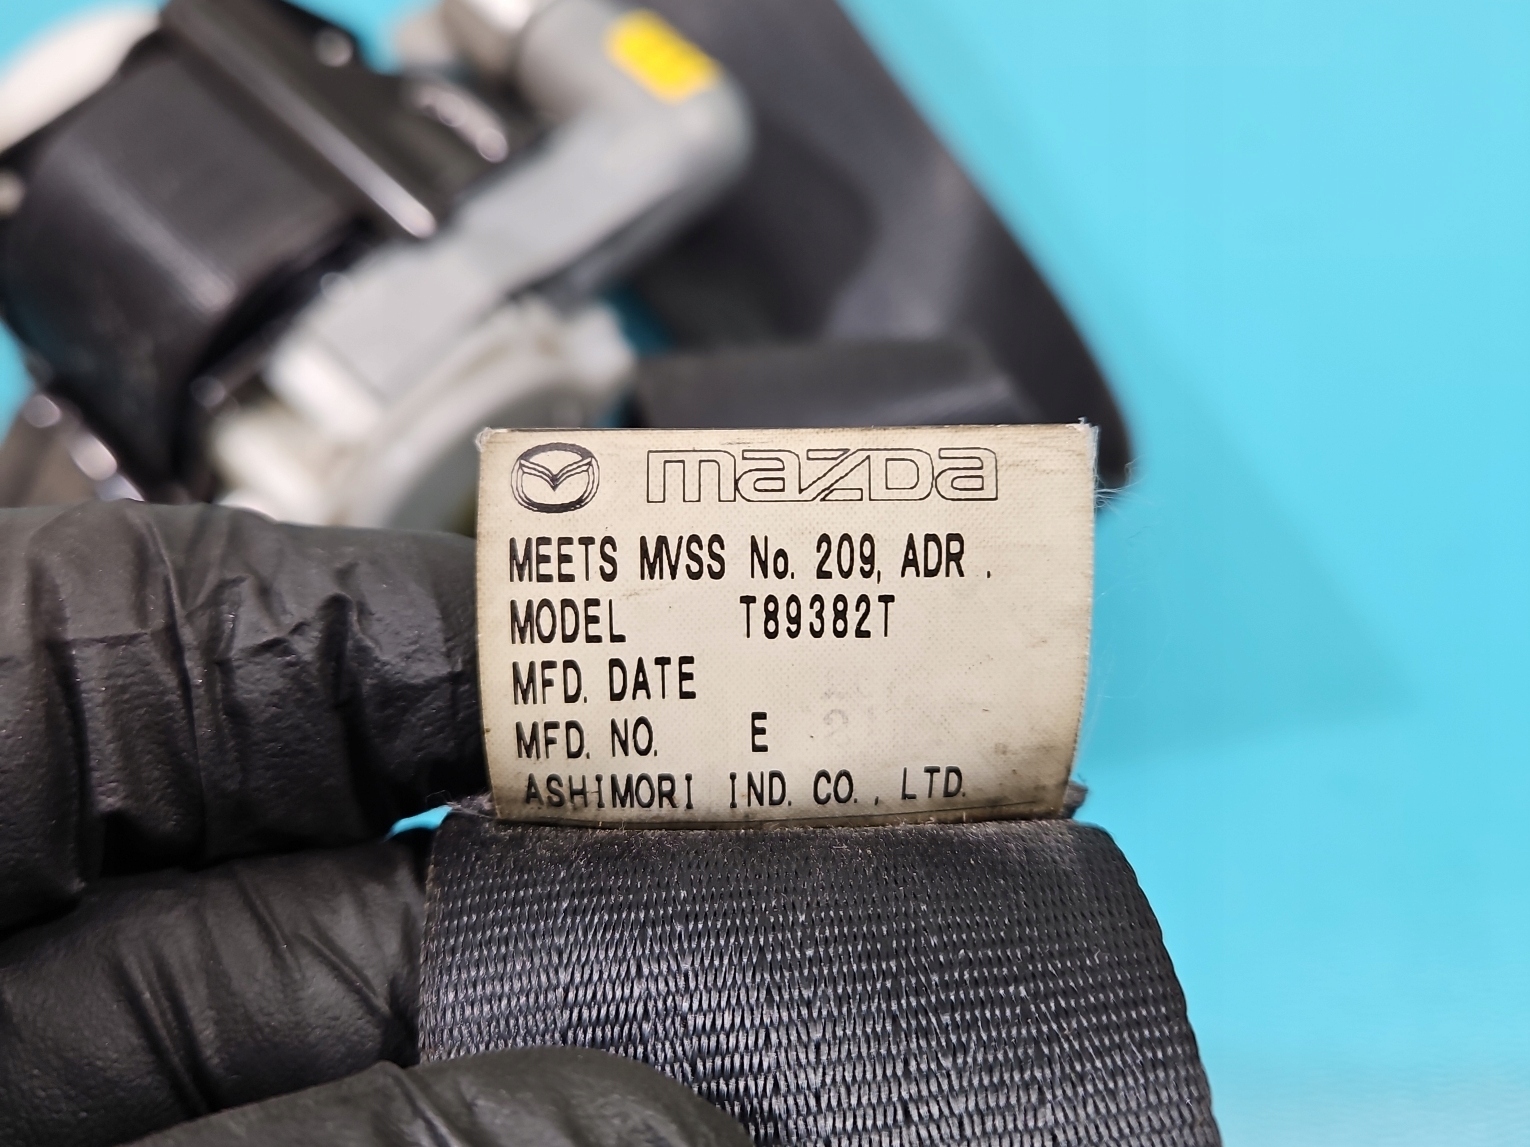 mazda
MEETS MVSS No. 209, ADR .
MODEL T89382T
MFD. DATE
MFD. NO. E
ASHIMORI IND. CO., LTD.